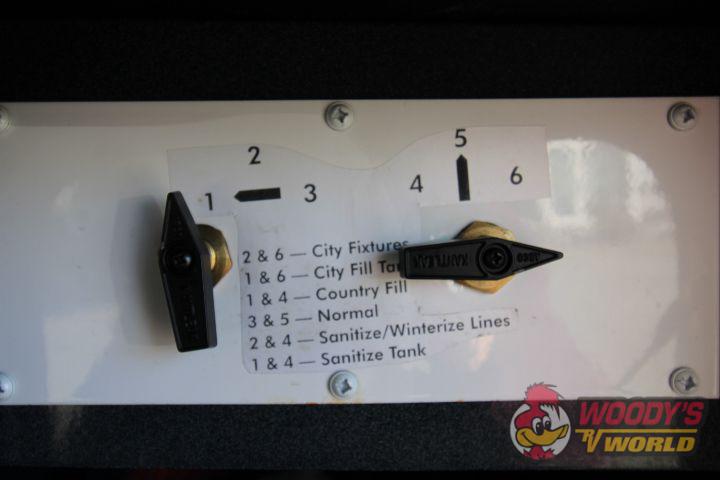 5
2
4 6
1 3
2 & 6 — City Fixtures
1 & 6 — City Fill
1 & 4 — Country Fill
3 & 5 — Normal
2 & 4 — Sanitize/Winterize Lines
1 & 4 — Sanitize Tank
WOODY'S
RV WORLD